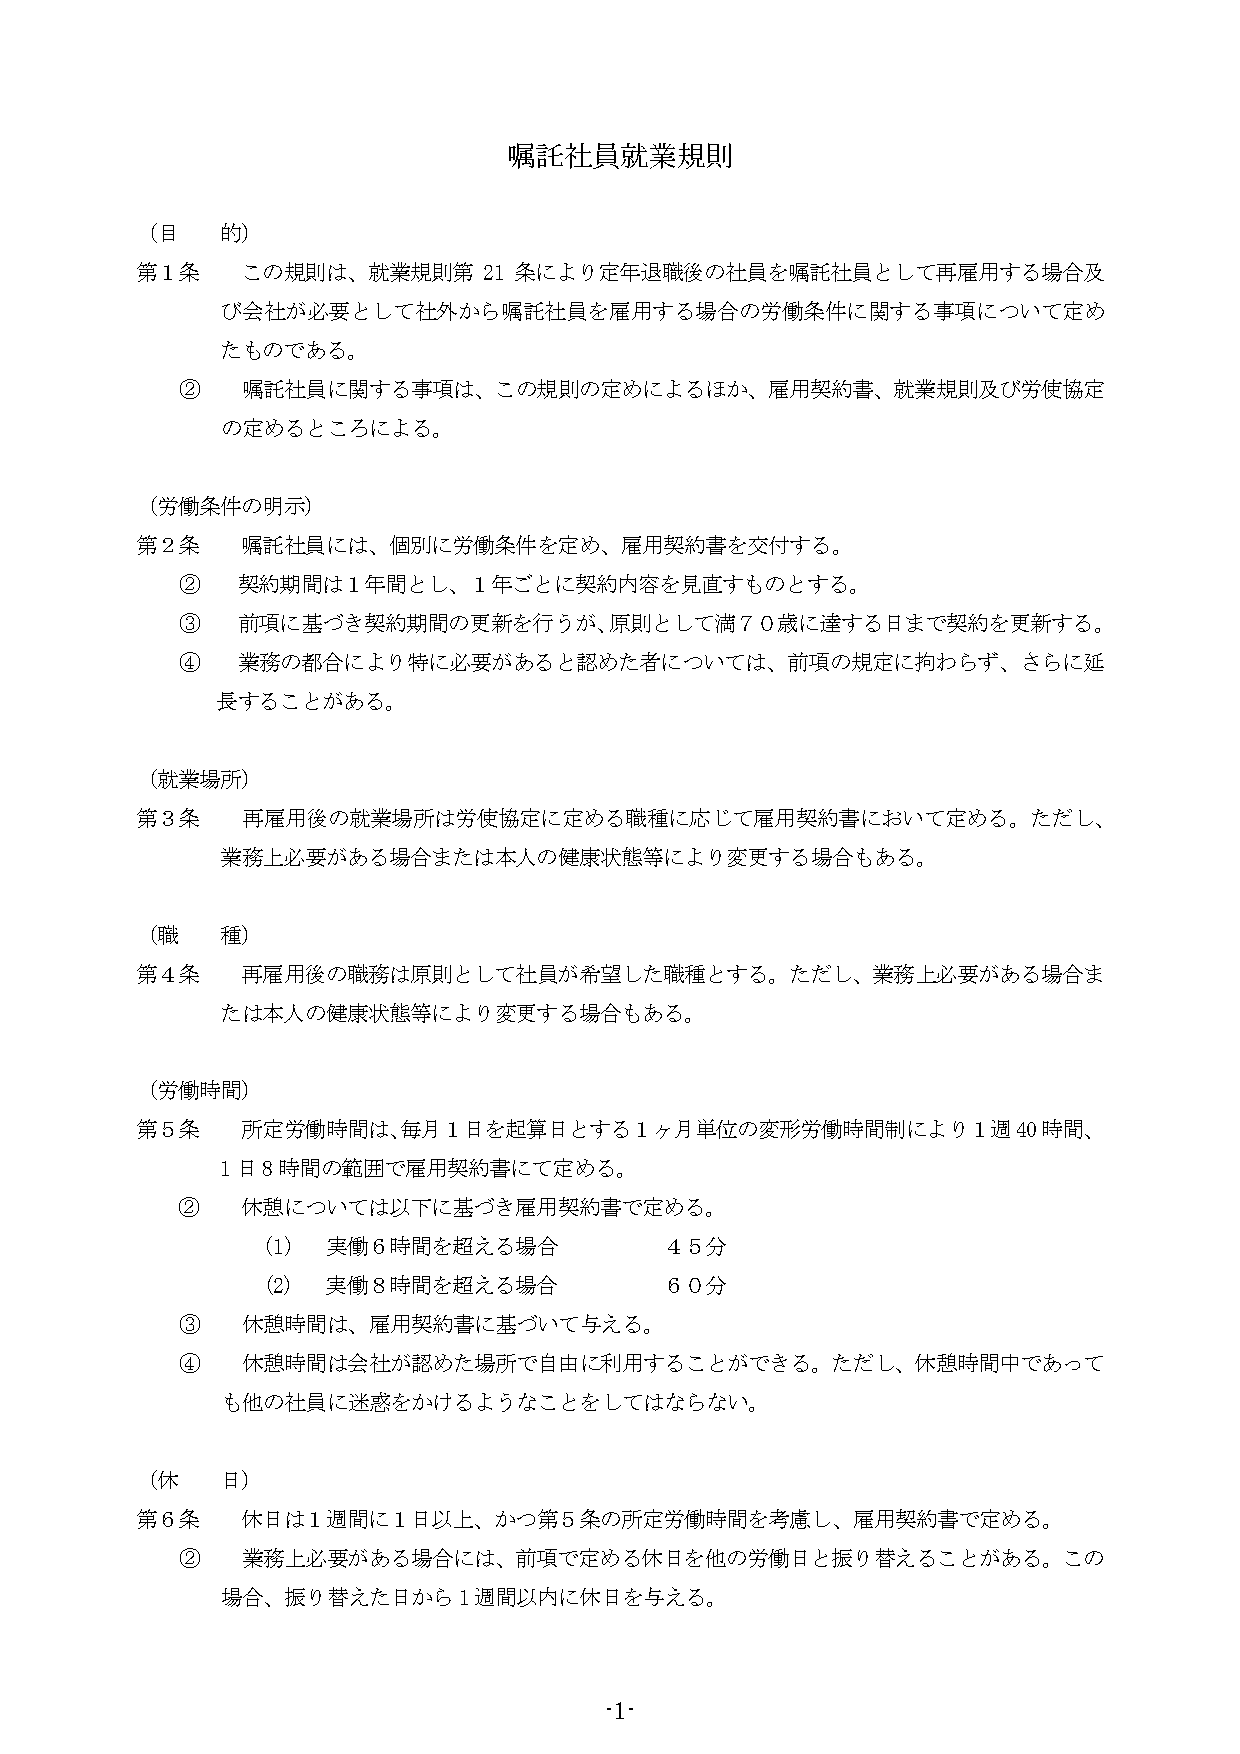 嘱託社員就業規則
（目　　的）
第１条　　この規則は、就業規則第 21 条により定年退職後の社員を嘱託社員として再雇用する場合及
び会社が必要として社外から嘱託社員を雇用する場合の労働条件に関する事項について定め
たものである。
②　　嘱託社員に関する事項は、この規則の定めによるほか、雇用契約書、就業規則及び労使協定
の定めるところによる。
（労働条件の明示）
第２条　　嘱託社員には、個別に労働条件を定め、雇用契約書を交付する。
②　　契約期間は１年間とし、１年ごとに契約内容を見直すものとする。
③　　前項に基づき契約期間の更新を行うが、原則として満７０歳に達する日まで契約を更新する。
④　　業務の都合により特に必要があると認めた者については、前項の規定に拘わらず、さらに延
長することがある。
（就業場所）
第３条　　再雇用後の就業場所は労使協定に定める職種に応じて雇用契約書において定める。ただし、
業務上必要がある場合または本人の健康状態等により変更する場合もある。
（職　　種）
第４条　　再雇用後の職務は原則として社員が希望した職種とする。ただし、業務上必要がある場合ま
たは本人の健康状態等により変更する場合もある。
（労働時間）
第５条　　所定労働時間は、毎月１日を起算日とする１ヶ月単位の変形労働時間制により１週 40 時間、
1 日 8 時間の範囲で雇用契約書にて定める。
②　　休憩については以下に基づき雇用契約書で定める。
（1）　実働６時間を超える場合　　　　　４５分
（2）　実働８時間を超える場合　　　　　６０分
③　　休憩時間は、雇用契約書に基づいて与える。
④　　休憩時間は会社が認めた場所で自由に利用することができる。ただし、休憩時間中であって
も他の社員に迷惑をかけるようなことをしてはならない。
（休　　日）
第６条　　休日は１週間に１日以上、かつ第５条の所定労働時間を考慮し、雇用契約書で定める。
②　　業務上必要がある場合には、前項で定める休日を他の労働日と振り替えることがある。この
場合、振り替えた日から 1 週間以内に休日を与える。
-1-